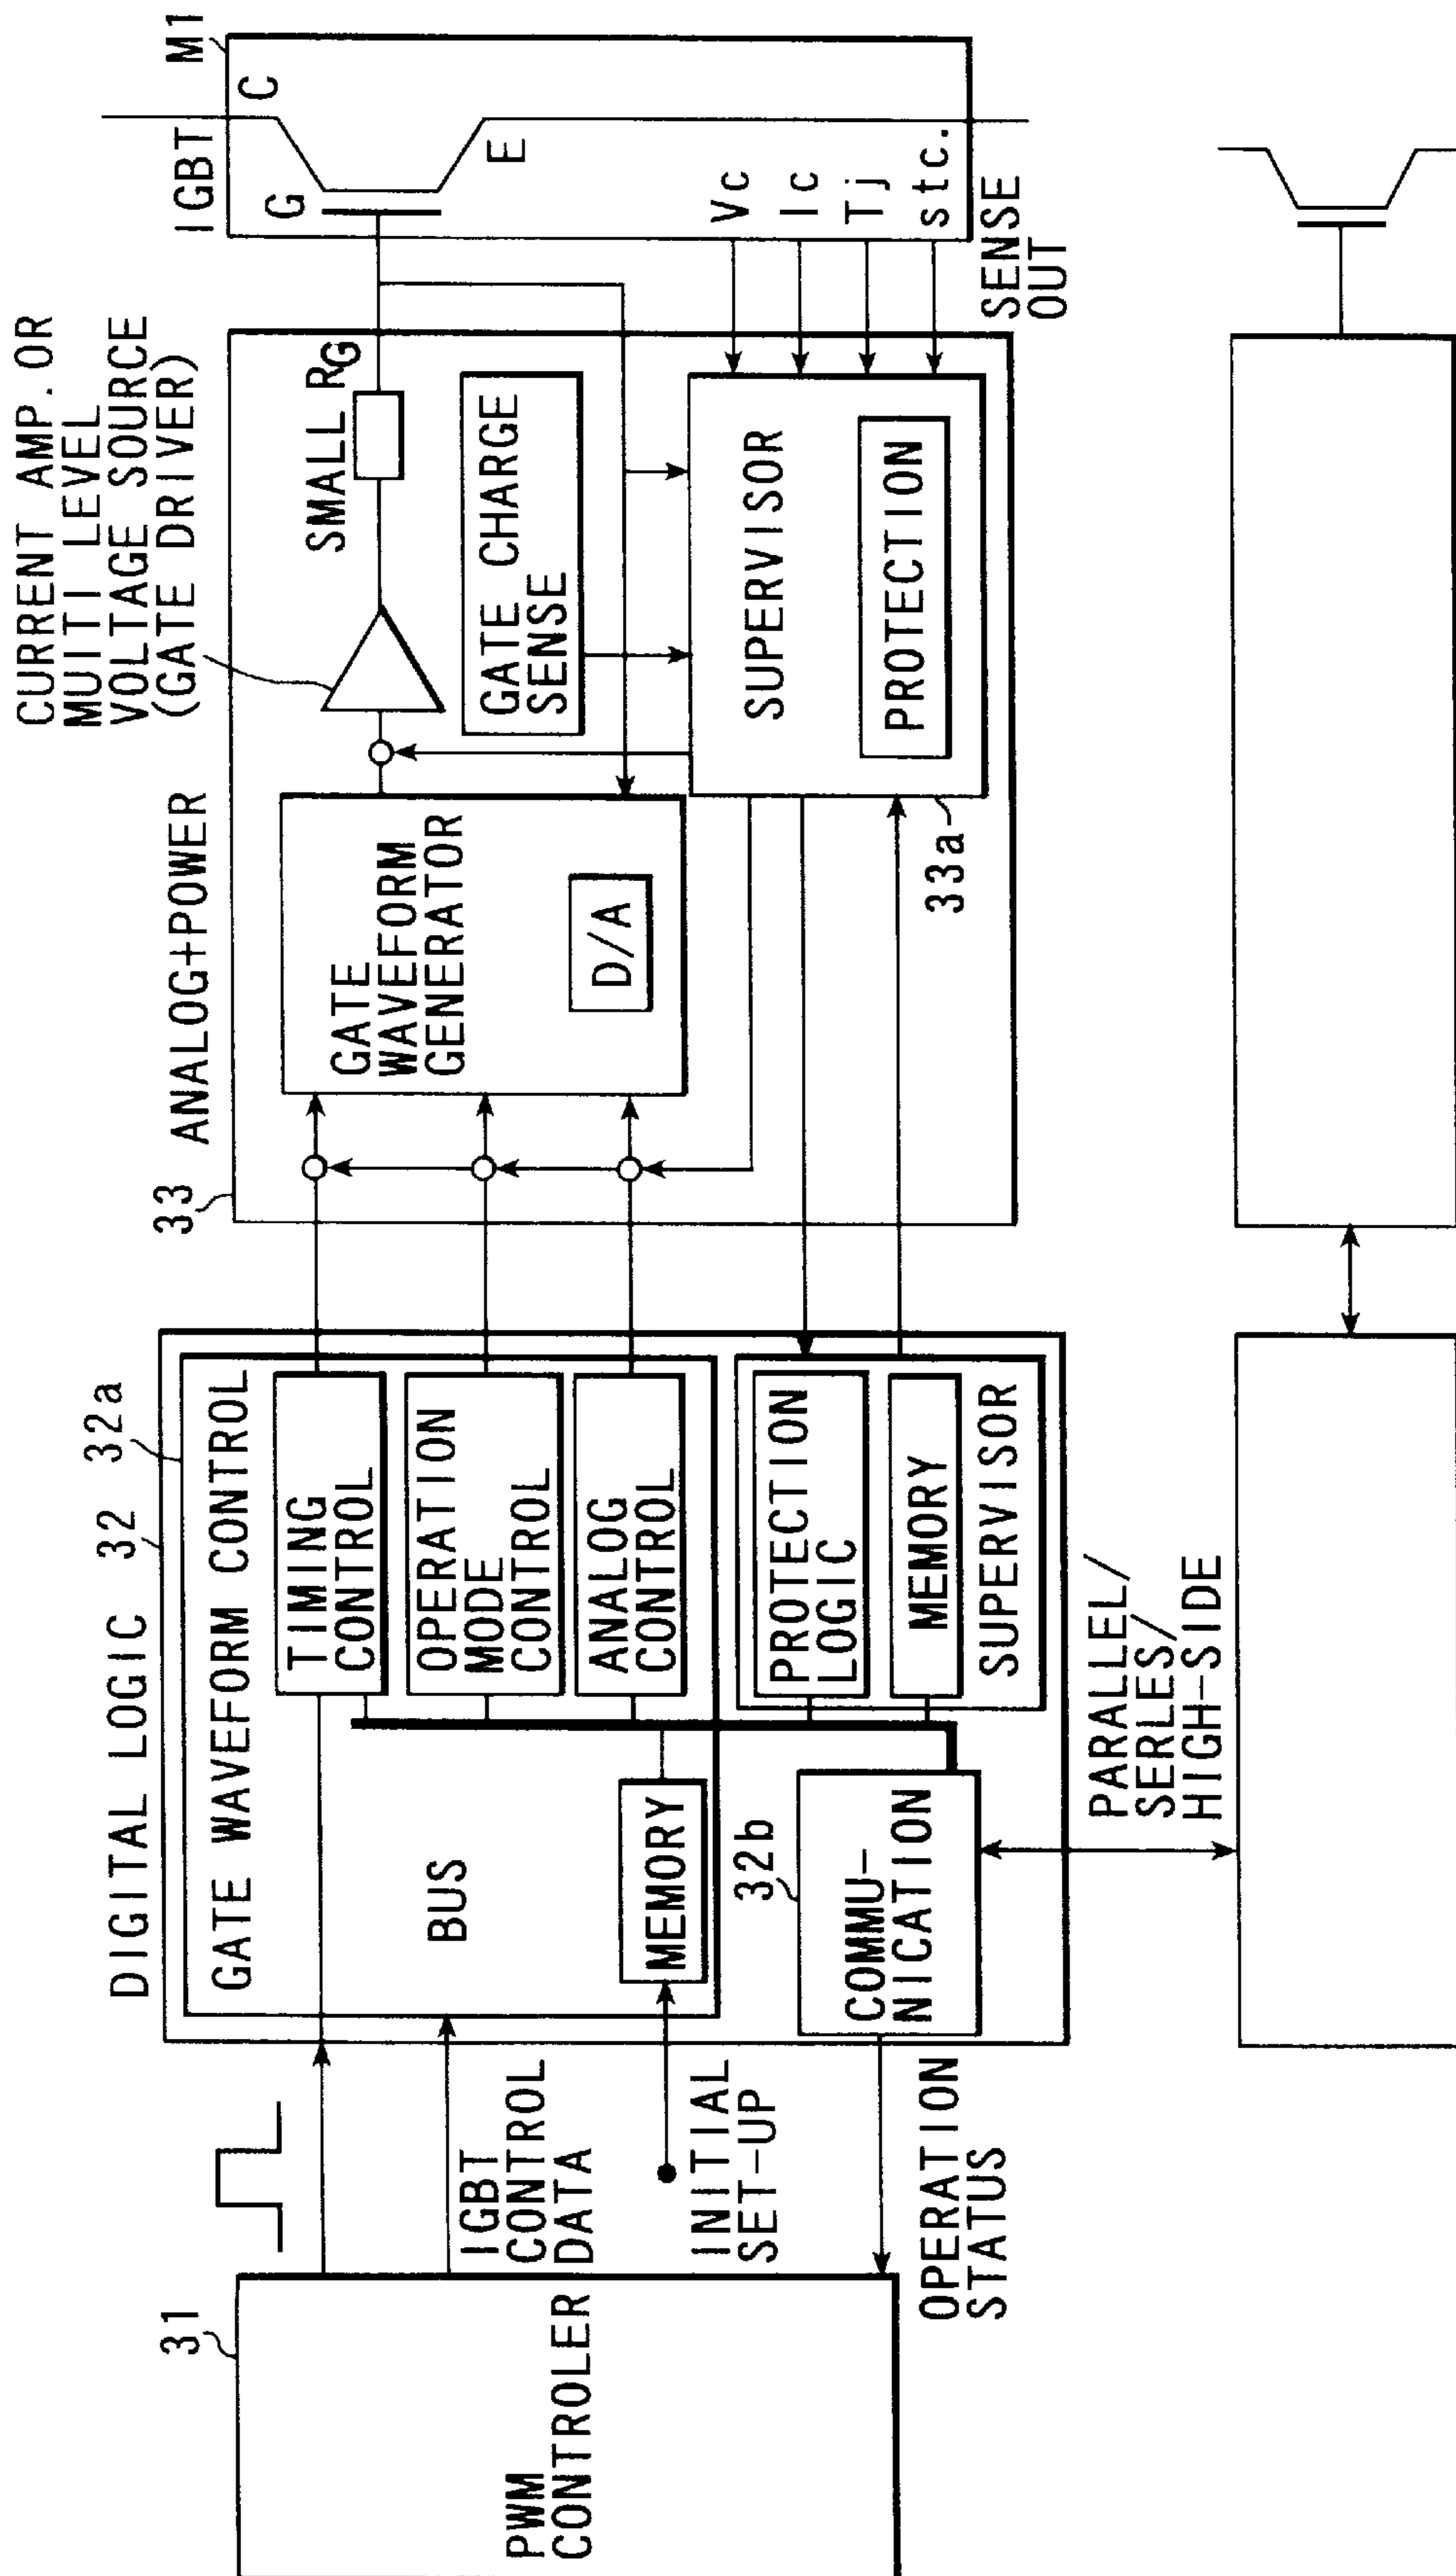 31
PWM
CONTROLER
IGBT
CONTROL
DATA
INITIAL
SET-UP
OPERATION
STATUS
DIGITAL LOGIC
32
32a
GATE WAVEFORM CONTROL
TIMING
CONTROL
OPERATION
MODE
CONTROL
ANALOG
CONTROL
BUS
MEMORY
32b
COMMU-
NICATION
PROTECTION
LOGIC
MEMORY
SUPERVISOR
PARALLEL/
SERLES/
HIGH-SIDE
33
ANALOG+POWER
GATE
WAVEFORM
GENERATOR
D/A
CURRENT AMP. OR
MUITI LEVEL
VOLTAGE SOURCE
(GATE DRIVER)
SMALL RG
GATE CHARGE
SENSE
SUPERVISOR
PROTECTION
33a
IGBT
M1
G
C
E
Vc
Ic
Tj
stc.
SENSE
OUT